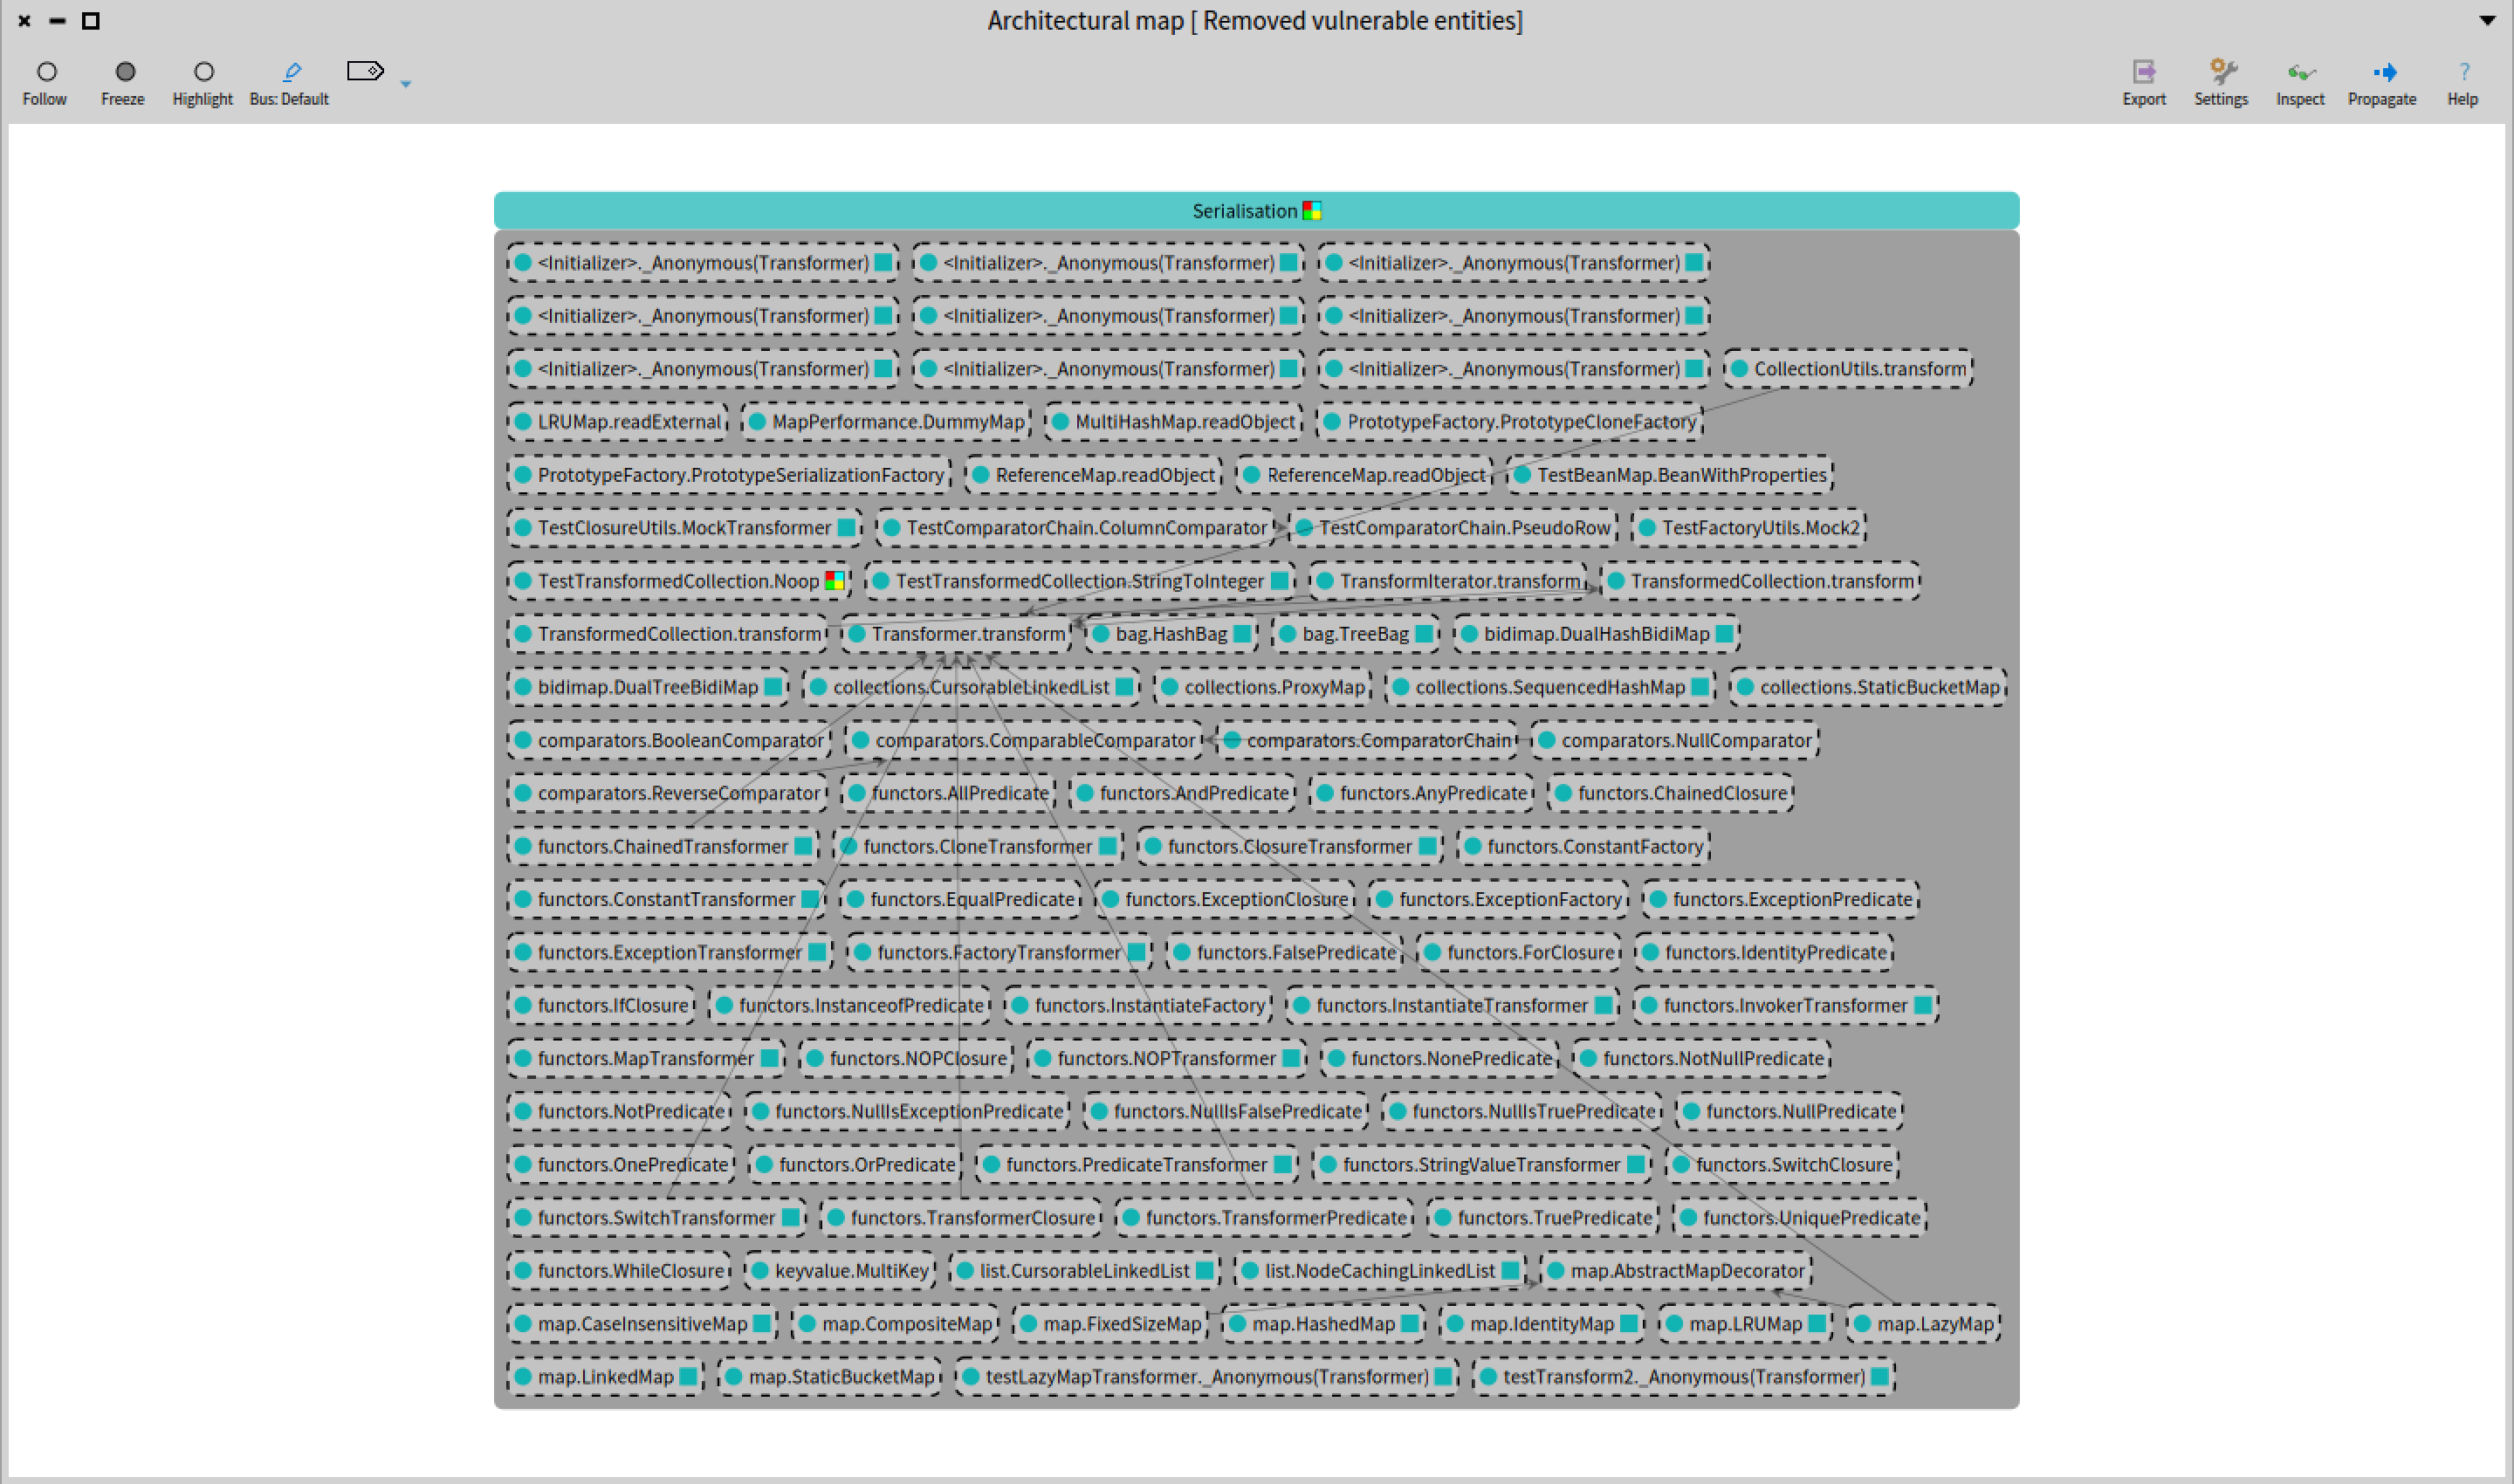 Architectural map [ Removed vulnerable entities]
Follow Freeze Highlight Bus: Default Export Settings Inspect Propagate Help
Serialisation
<Initializer>._Anonymous(Transformer) <Initializer>._Anonymous(Transformer) <Initializer>._Anonymous(Transformer)
<Initializer>._Anonymous(Transformer) <Initializer>._Anonymous(Transformer) <Initializer>._Anonymous(Transformer)
<Initializer>._Anonymous(Transformer) <Initializer>._Anonymous(Transformer) <Initializer>._Anonymous(Transformer) CollectionUtils.transform
LRUMap.readExternal MapPerformance.DummyMap MultiHashMap.readObject PrototypeFactory.PrototypeCloneFactory
PrototypeFactory.PrototypeSerializationFactory ReferenceMap.readObject ReferenceMap.readObject TestBeanMap.BeanWithProperties
TestClosureUtils.MockTransformer TestComparatorChain.ColumnComparator TestComparatorChain.PseudoRow TestFactoryUtils.Mock2
TestTransformedCollection.Noop TestTransformedCollection.StringToInteger TransformIterator.transform TransformedCollection.transform
TransformedCollection.transform Transformer.transform bag.HashBag bag.TreeBag bidimap.DualHashBidiMap
bidimap.DualTreeBidiMap collections.CursorableLinkedList collections.ProxyMap collections.SequencedHashMap collections.StaticBucketMap
comparators.BooleanComparator comparators.ComparableComparator comparators.ComparatorChain comparators.NullComparator
comparators.ReverseComparator functors.AllPredicate functors.AndPredicate functors.AnyPredicate functors.ChainedClosure
functors.ChainedTransformer functors.CloneTransformer functors.ClosureTransformer functors.ConstantFactory
functors.ConstantTransformer functors.EqualPredicate functors.ExceptionClosure functors.ExceptionFactory functors.ExceptionPredicate
functors.ExceptionTransformer functors.FactoryTransformer functors.FalsePredicate functors.ForClosure functors.IdentityPredicate
functors.IfClosure functors.InstanceofPredicate functors.InstantiateFactory functors.InstantiateTransformer functors.InvokerTransformer
functors.MapTransformer functors.NOPClosure functors.NOPTransformer functors.NonePredicate functors.NotNullPredicate
functors.NotPredicate functors.NullIsExceptionPredicate functors.NullIsFalsePredicate functors.NullIsTruePredicate functors.NullPredicate
functors.OnePredicate functors.OrPredicate functors.PredicateTransformer functors.StringValueTransformer functors.SwitchClosure
functors.SwitchTransformer functors.TransformerClosure functors.TransformerPredicate functors.TruePredicate functors.UniquePredicate
functors.WhileClosure keyvalue.MultiKey list.CursorableLinkedList list.NodeCachingLinkedList map.AbstractMapDecorator
map.CaseInsensitiveMap map.CompositeMap map.FixedSizeMap map.HashedMap map.IdentityMap map.LRUMap map.LazyMap
map.LinkedMap map.StaticBucketMap testLazyMapTransformer._Anonymous(Transformer) testTransform2._Anonymous(Transformer)